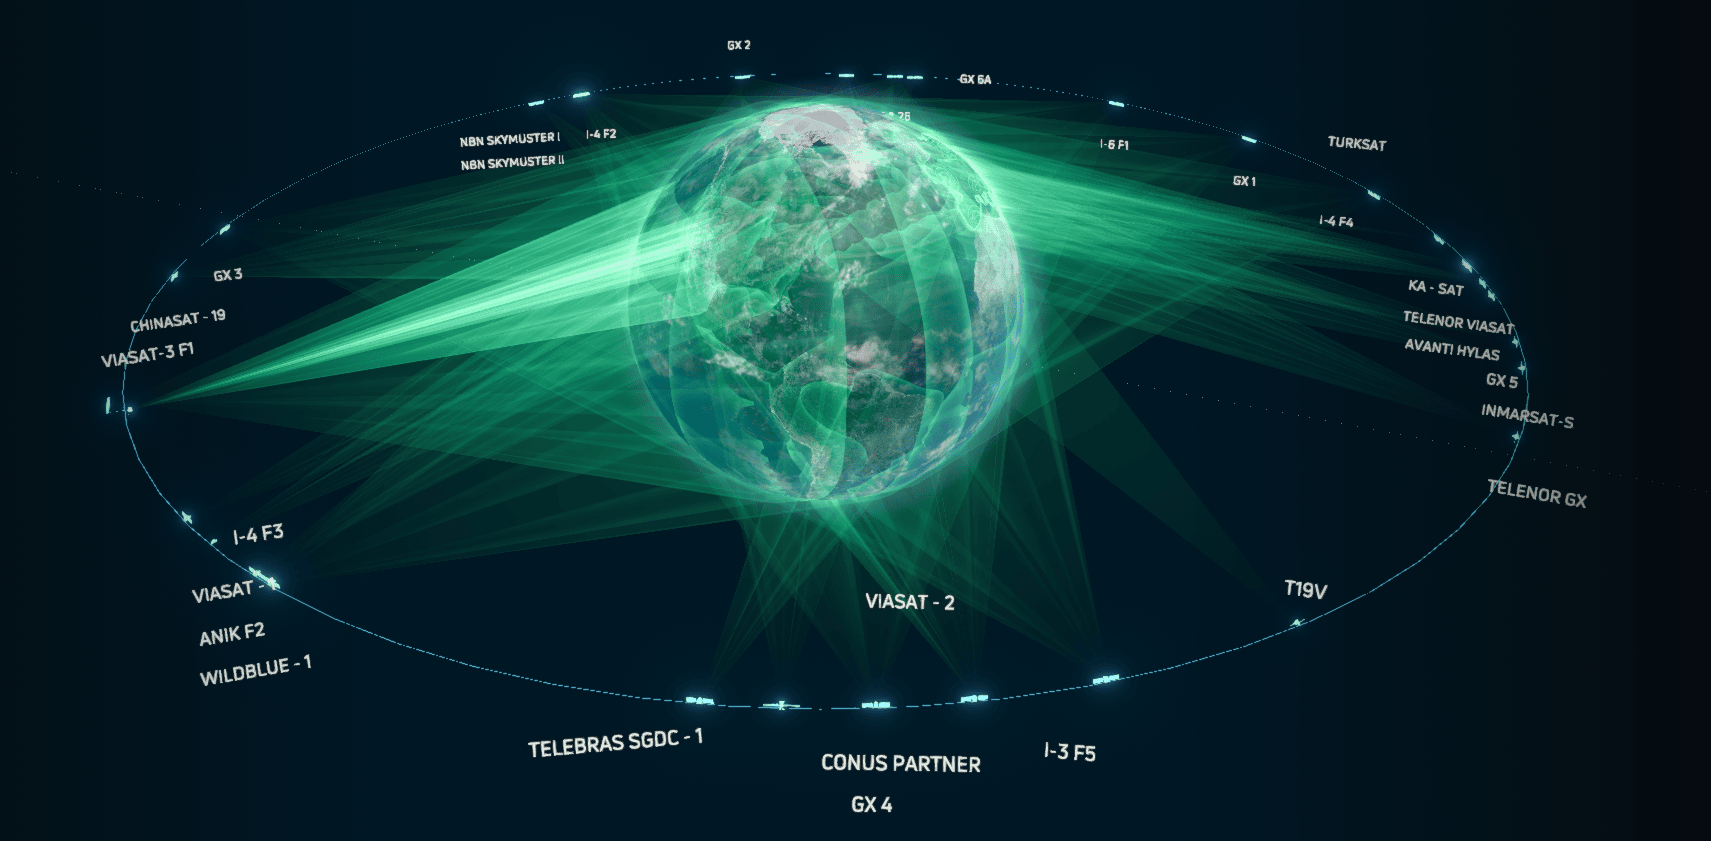 GX 2
GX 6A
NBN SKYMUSTER I
I-4 F2
NBN SKYMUSTER II
I-6 F1
TURKSAT
GX 1
I-4 F4
GX 3
KA - SAT
CHINASAT - 19
TELENOR VIASAT
VIASAT-3 F1
AVANTI HYLAS
GX 5
INMARSAT-S
TELENOR GX
I-4 F3
VIASAT -
ANIK F2
WILDBLUE - 1
VIASAT - 2
T19V
TELEBRAS SGDC - 1
CONUS PARTNER
I-3 F5
GX 4